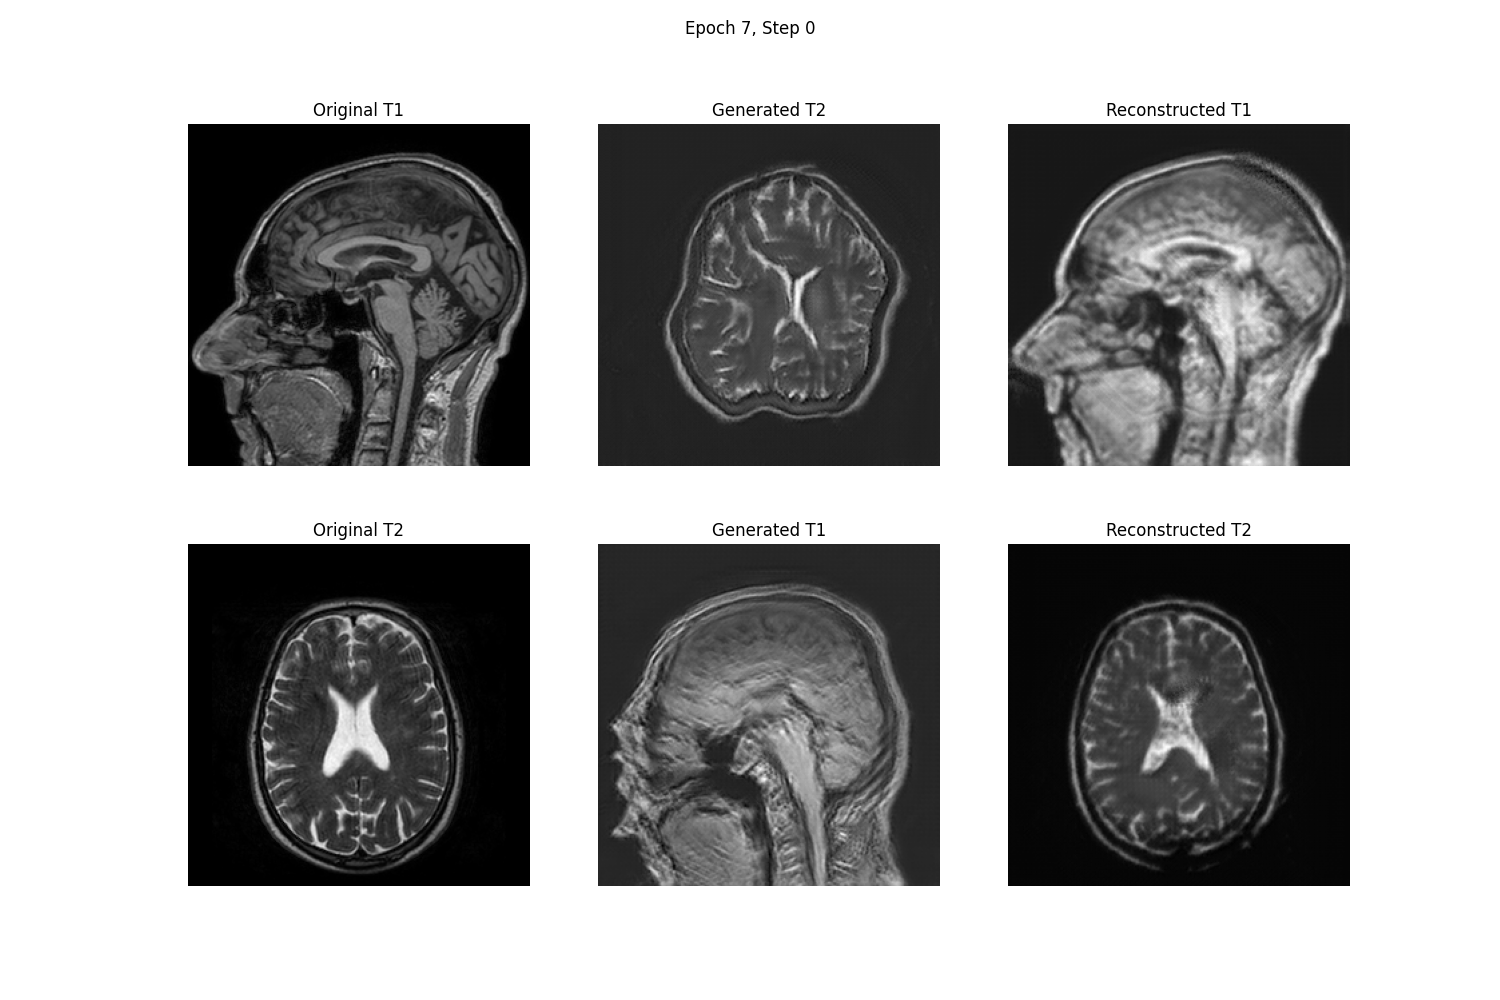 Epoch 7, Step 0
Original T1
Generated T2
Reconstructed T1
Original T2
Generated T1
Reconstructed T2